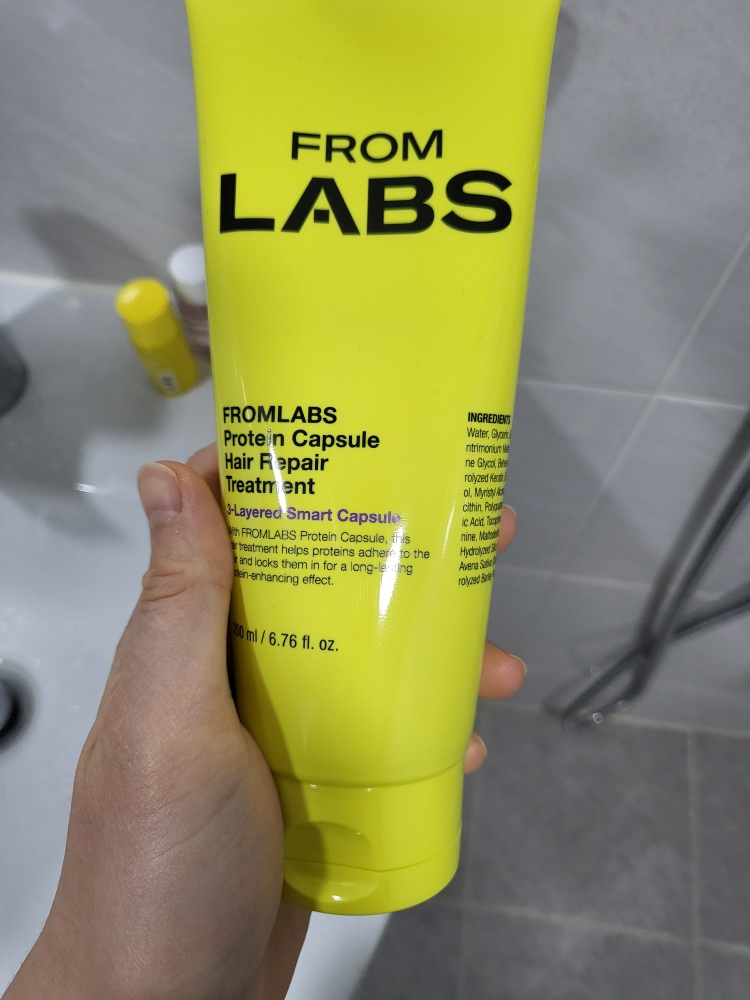 FROM
LABS
FROMLABS
Protein Capsule
Hair Repair
Treatment
3-Layered Smart Capsule
With FROMLABS Protein Capsule, this
treatment helps proteins adhere to the
and locks them in for a long-lasting
protein-enhancing effect.
200 ml / 6.76 fl. oz.
INGREDIENTS
Water, Glycerin,
ne Glycol,
rolyzed Keratin,
ol, Myristyl
cithin,
ic Acid,
nine,
Hydrolyzed
Avena Sativa
rolyzed Barley